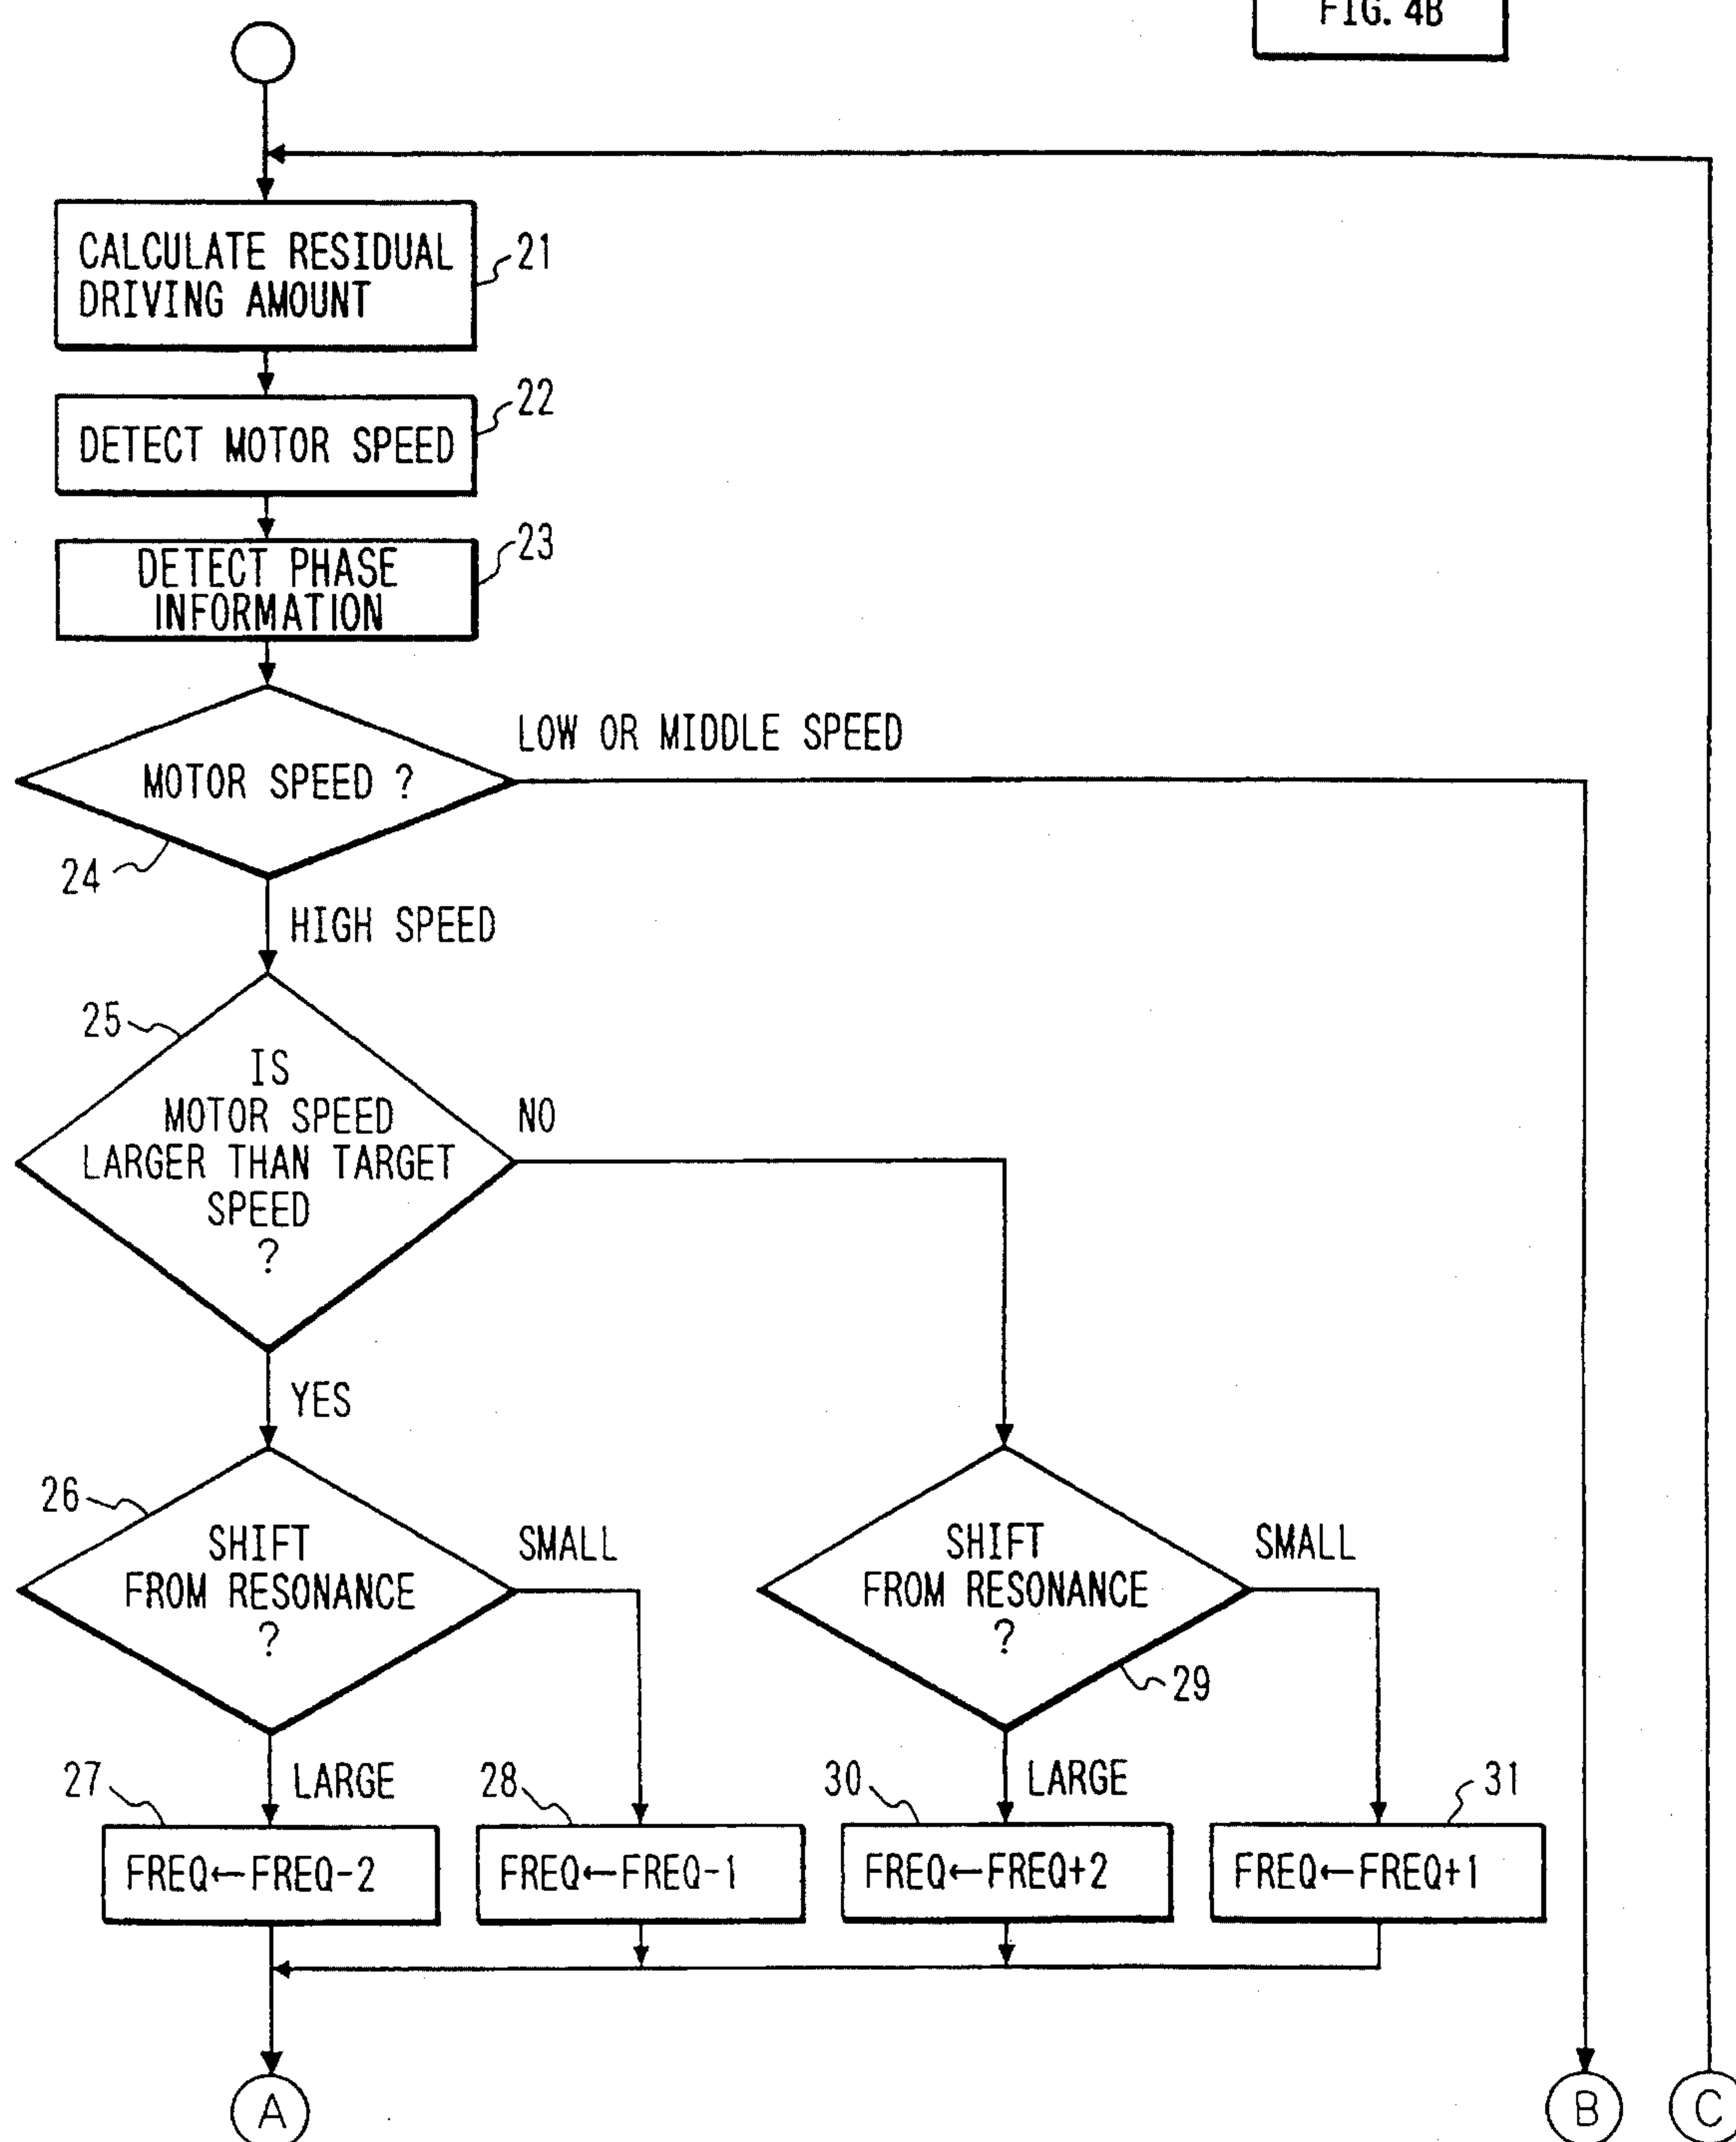 FIG. 4B
CALCULATE RESIDUAL
DRIVING AMOUNT
21
DETECT MOTOR SPEED
22
DETECT PHASE
INFORMATION
23
MOTOR SPEED ?
LOW OR MIDDLE SPEED
24
HIGH SPEED
25
IS
MOTOR SPEED
LARGER THAN TARGET
SPEED
?
NO
YES
26
SHIFT
FROM RESONANCE
?
SMALL
SHIFT
FROM RESONANCE
?
SMALL
29
27
LARGE
28
30
LARGE
31
FREQ←FREQ-2
FREQ←FREQ-1
FREQ←FREQ+2
FREQ←FREQ+1
A
B
C